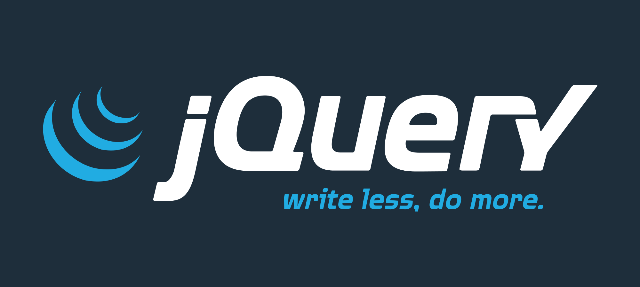 jQuery
write less, do more.